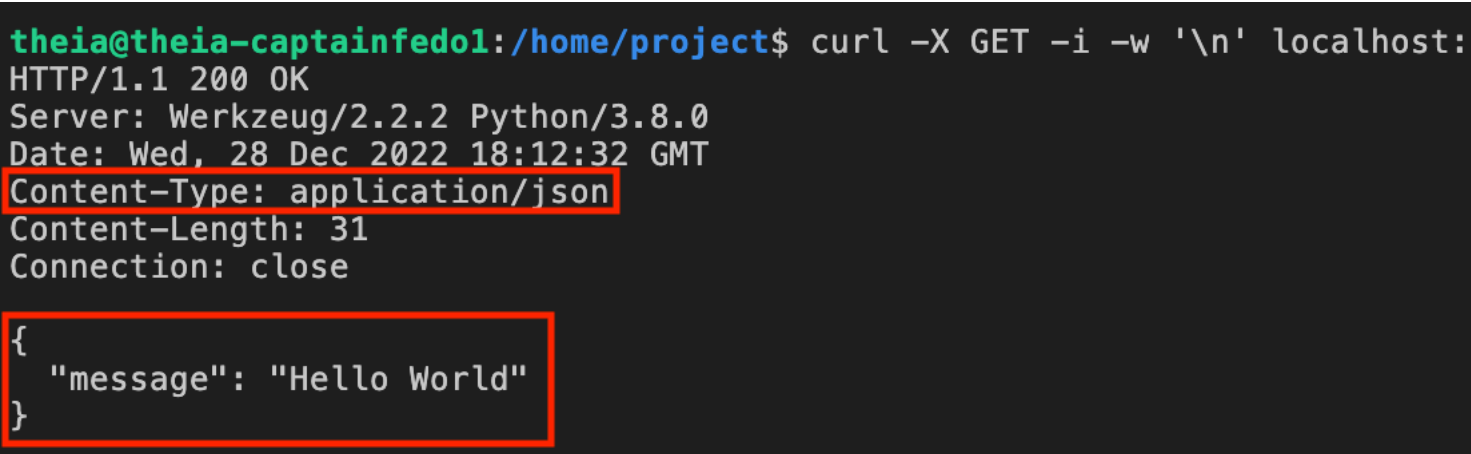 theia@theia-captainfedo1:/home/project$ curl -X GET -i -w '\n' localhost:
HTTP/1.1 200 OK
Server: Werkzeug/2.2.2 Python/3.8.0
Date: Wed, 28 Dec 2022 18:12:32 GMT
Content-Type: application/json
Content-Length: 31
Connection: close

{
  "message": "Hello World"
}